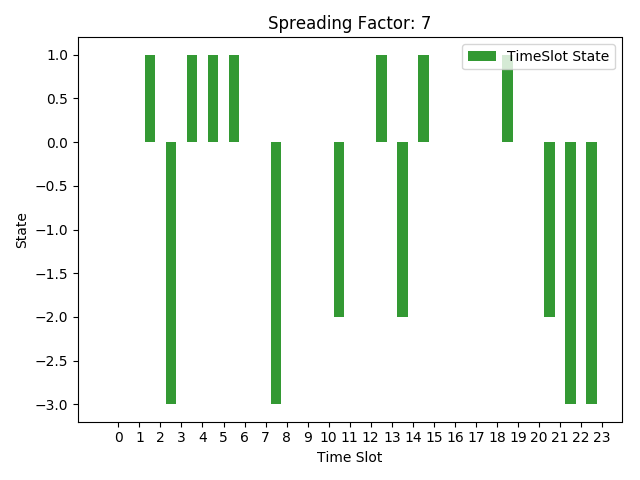 Spreading Factor: 7
TimeSlot State
1.0
0.5
0.0
−0.5
−1.0
−1.5
−2.0
−2.5
−3.0
State
0 1 2 3 4 5 6 7 8 9 10 11 12 13 14 15 16 17 18 19 20 21 22 23
Time Slot